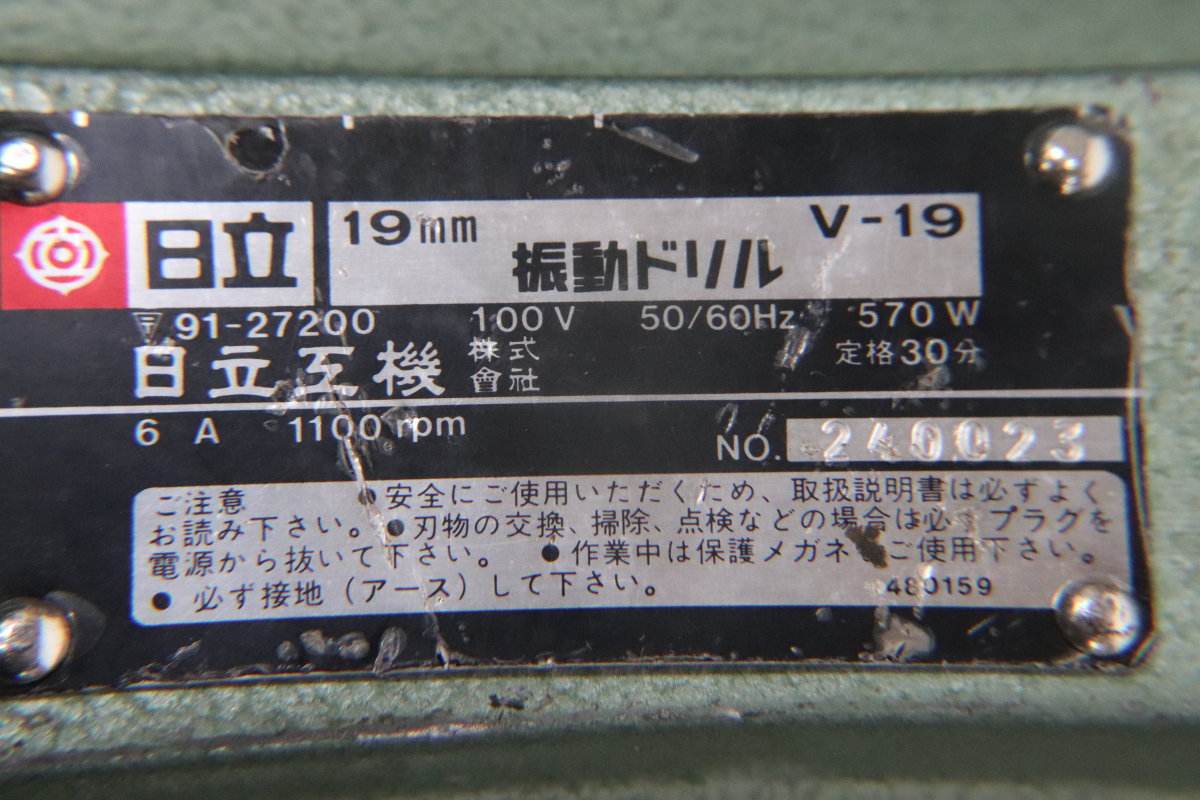 日立
19mm V-19
振動ドリル
〒 91-27200 100V 50/60Hz 570W
日立工機 株式會社 定格30分
6 A 1100rpm
NO. 240023
ご注意 ●安全にご使用いただくため、取扱説明書は必ずよく
お読み下さい。●刃物の交換、掃除、点検などの場合は必ずプラグを
電源から抜いて下さい。 ●作業中は保護メガネをご使用下さい。
● 必ず接地（アース）して下さい。 480159